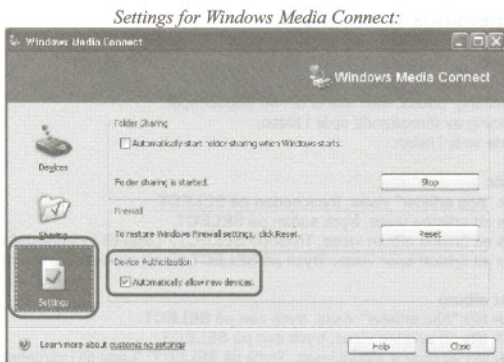 Settings for Windows Media Connect:
Windows Media Connect
Windows Media Connect
Devices
Sharing
Settings
Folder Sharing
Automatically start folder sharing when Windows starts.
Folder sharing is started.
Stop
Firewall
To restore Windows Firewall settings, click Reset.
Reset
Device Authorization
Automatically allow new devices.
Learn more about customizing settings
Help
Close